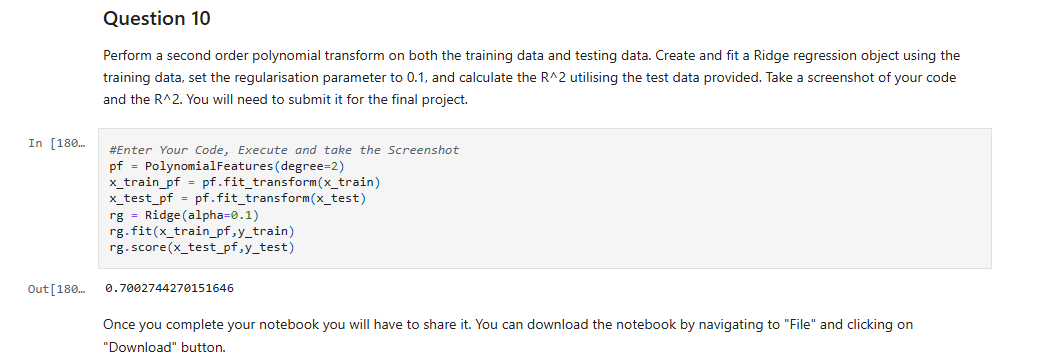 Question 10
Perform a second order polynomial transform on both the training data and testing data. Create and fit a Ridge regression object using the
training data, set the regularisation parameter to 0.1, and calculate the R^2 utilising the test data provided. Take a screenshot of your code
and the R^2. You will need to submit it for the final project.
In [180…
#Enter Your Code, Execute and take the Screenshot
pf = PolynomialFeatures(degree=2)
x_train_pf = pf.fit_transform(x_train)
x_test_pf = pf.fit_transform(x_test)
rg = Ridge(alpha=0.1)
rg.fit(x_train_pf,y_train)
rg.score(x_test_pf,y_test)
Out[180… 0.7002744270151646
Once you complete your notebook you will have to share it. You can download the notebook by navigating to "File" and clicking on
"Download" button.